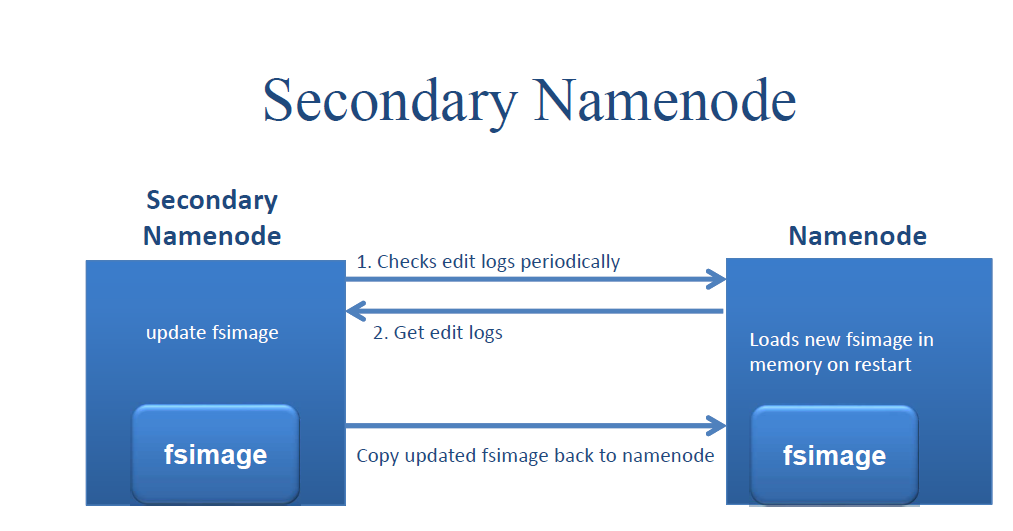 Secondary Namenode
Secondary
Namenode
Namenode
1. Checks edit logs periodically
2. Get edit logs
update fsimage
Loads new fsimage in
memory on restart
fsimage
Copy updated fsimage back to namenode
fsimage